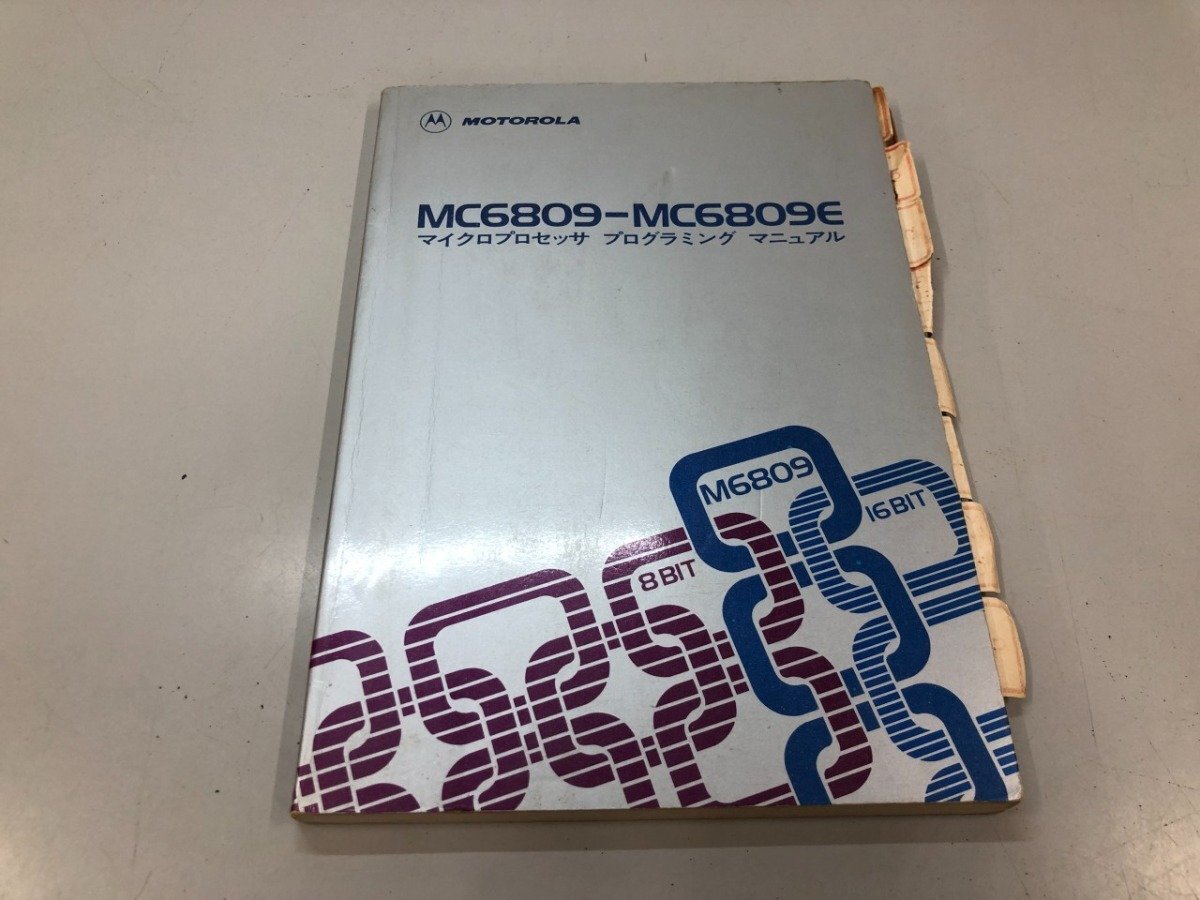 MOTOROLA
MC6809-MC6809E
マイクロプロセッサ プログラミング マニュアル
M6809
16 BIT
8 BIT